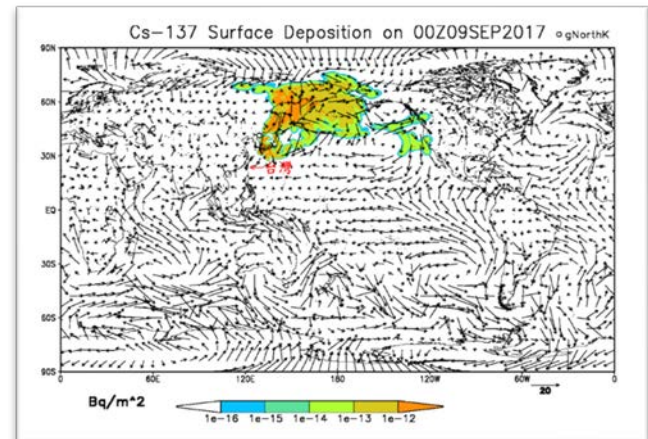 Cs-137 Surface Deposition on 00Z09SEP2017 gNorthK
90N
60N
30N
EQ
30S
60S
90S
←台灣
0 60E 120E 180 120W 60W 0
20
Bq/m^2
1e-16 1e-15 1e-14 1e-13 1e-12